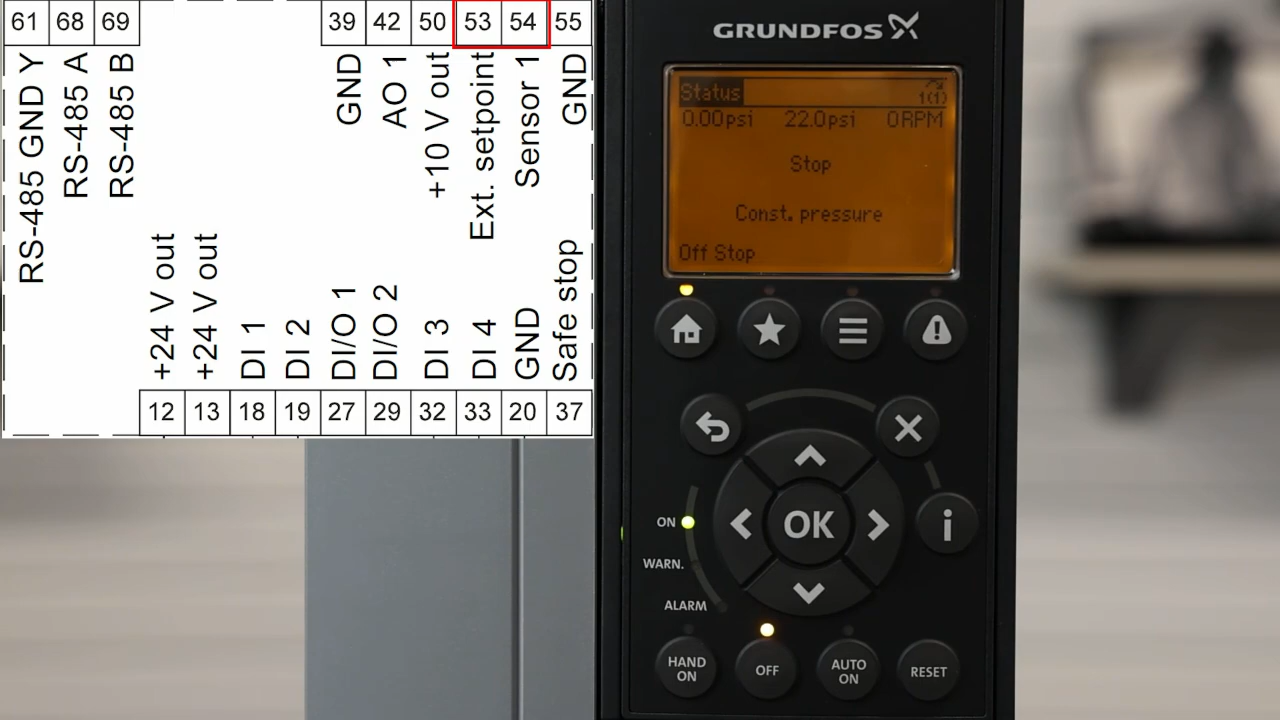 61 68 69 39 42 50 53 54 55
RS-485 GND Y
RS-485 A
RS-485 B
GND
AO 1
+10 V out
Ext. setpoint
Sensor 1
GND
+24 V out
+24 V out
DI 1
DI 2
DI/O 1
DI/O 2
DI 3
DI 4
GND
Safe stop
12 13 18 19 27 29 32 33 20 37
GRUNDFOS
Status
1(1)
0.00psi 22.0psi 0RPM
Stop
Const. pressure
Off Stop
OK
i
ON
WARN.
ALARM
HAND
ON
OFF
AUTO
ON
RESET